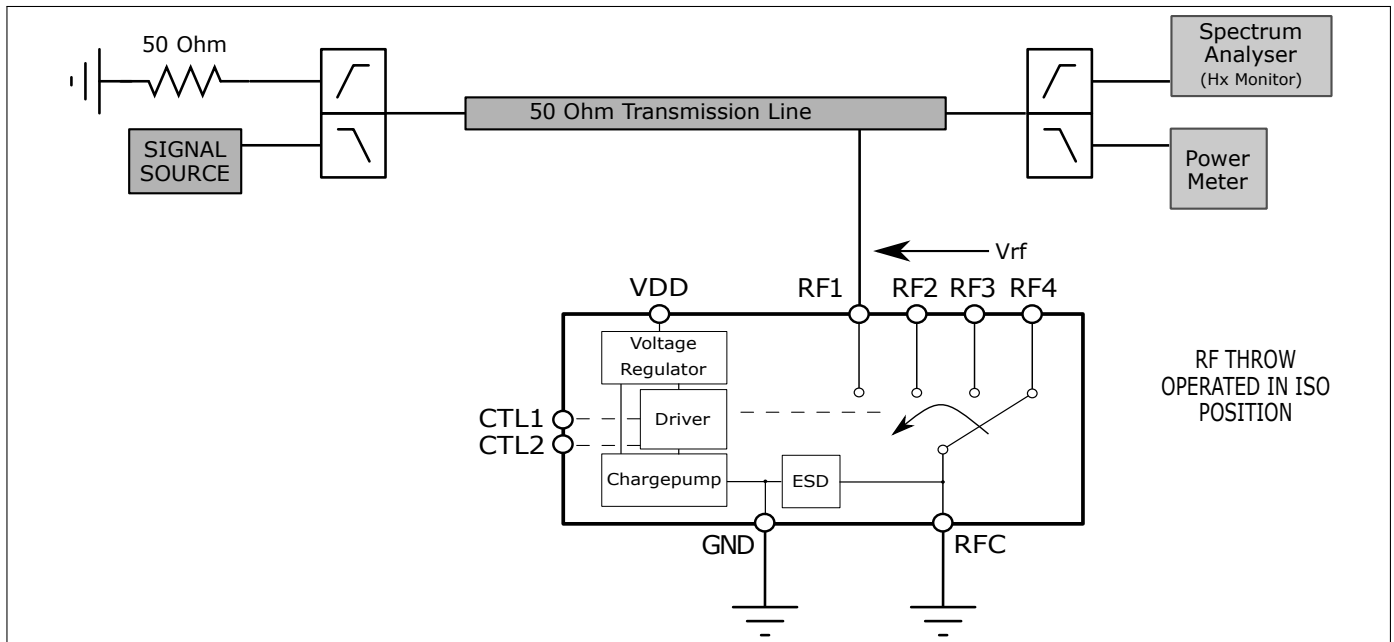 50 Ohm
SIGNAL
SOURCE
50 Ohm Transmission Line
Spectrum
Analyser
(Hx Monitor)
Power
Meter
Vrf
VDD
RF1
RF2
RF3
RF4
Voltage
Regulator
CTL1
CTL2
Driver
Chargepump
ESD
GND
RFC
RF THROW
OPERATED IN ISO
POSITION